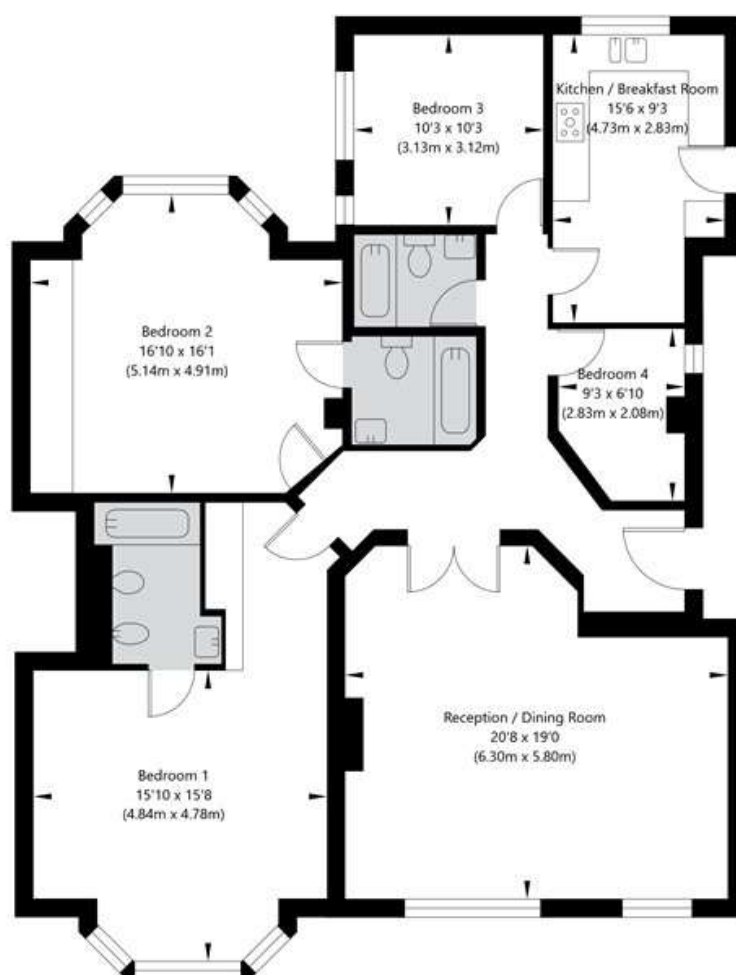 Bedroom 3
10'3 x 10'3
(3.13m x 3.12m)
Kitchen / Breakfast Room
15'6 x 9'3
(4.73m x 2.83m)
Bedroom 2
16'10 x 16'1
(5.14m x 4.91m)
Bedroom 4
9'3 x 6'10
(2.83m x 2.08m)
Reception / Dining Room
20'8 x 19'0
(6.30m x 5.80m)
Bedroom 1
15'10 x 15'8
(4.84m x 4.78m)